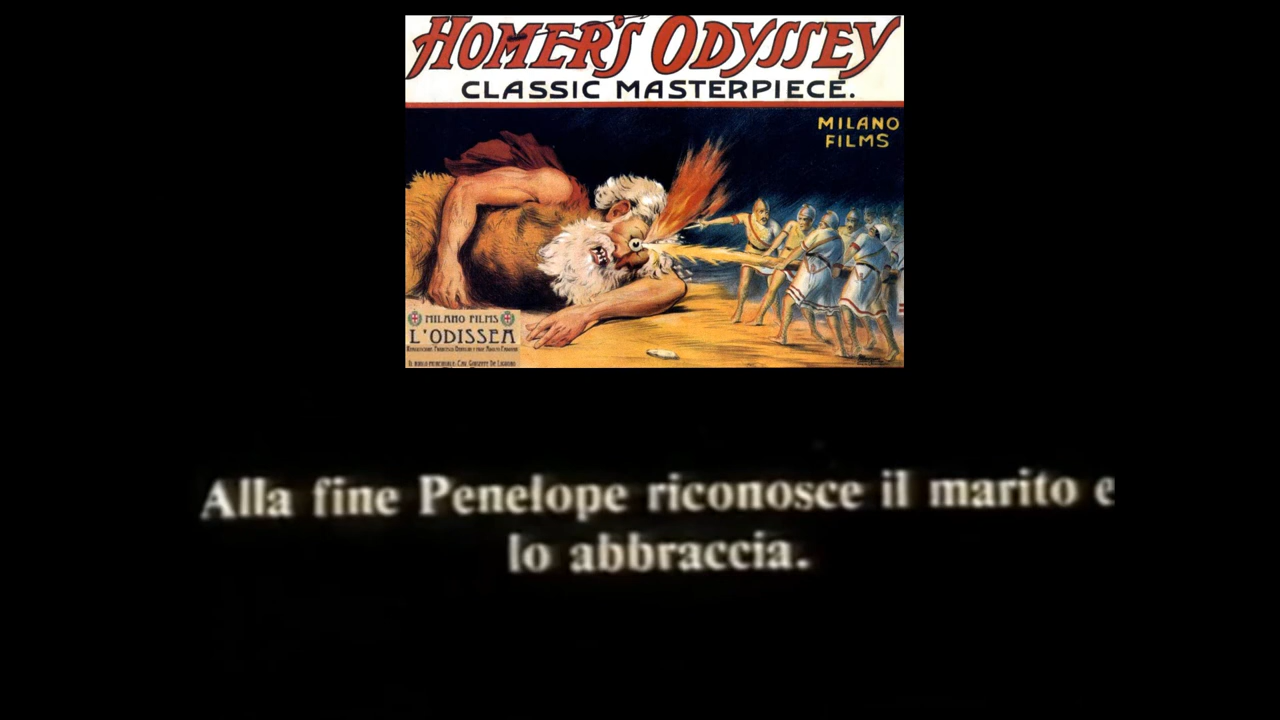 HOMER'S ODYSSEY
CLASSIC MASTERPIECE.
MILANO
FILMS
MILANO FILMS
L'ODISSEA
Alla fine Penelope riconosce il marito e
lo abbraccia.